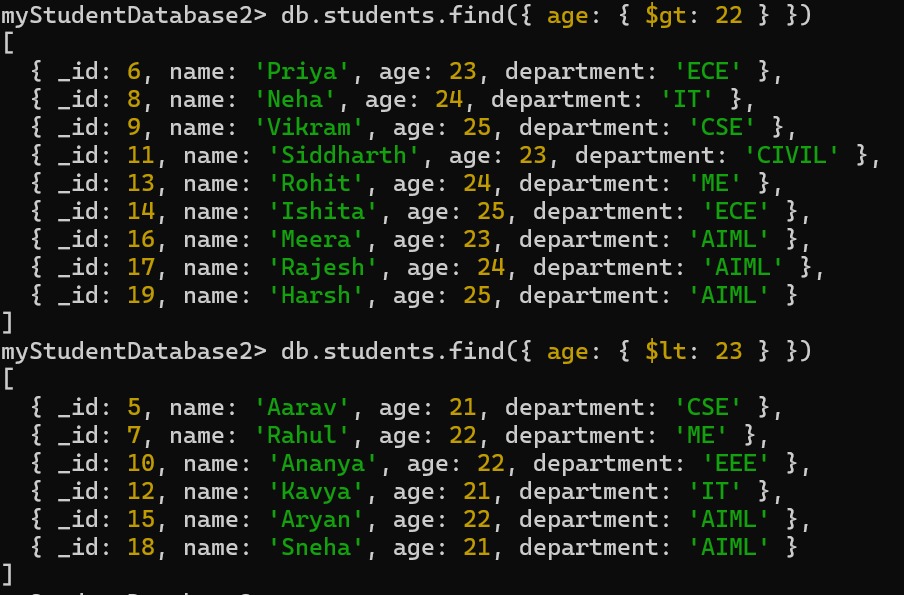 myStudentDatabase2> db.students.find({ age: { $gt: 22 } })
[
  { _id: 6, name: 'Priya', age: 23, department: 'ECE' },
  { _id: 8, name: 'Neha', age: 24, department: 'IT' },
  { _id: 9, name: 'Vikram', age: 25, department: 'CSE' },
  { _id: 11, name: 'Siddharth', age: 23, department: 'CIVIL' },
  { _id: 13, name: 'Rohit', age: 24, department: 'ME' },
  { _id: 14, name: 'Ishita', age: 25, department: 'ECE' },
  { _id: 16, name: 'Meera', age: 23, department: 'AIML' },
  { _id: 17, name: 'Rajesh', age: 24, department: 'AIML' },
  { _id: 19, name: 'Harsh', age: 25, department: 'AIML' }
]
myStudentDatabase2> db.students.find({ age: { $lt: 23 } })
[
  { _id: 5, name: 'Aarav', age: 21, department: 'CSE' },
  { _id: 7, name: 'Rahul', age: 22, department: 'ME' },
  { _id: 10, name: 'Ananya', age: 22, department: 'EEE' },
  { _id: 12, name: 'Kavya', age: 21, department: 'IT' },
  { _id: 15, name: 'Aryan', age: 22, department: 'AIML' },
  { _id: 18, name: 'Sneha', age: 21, department: 'AIML' }
]